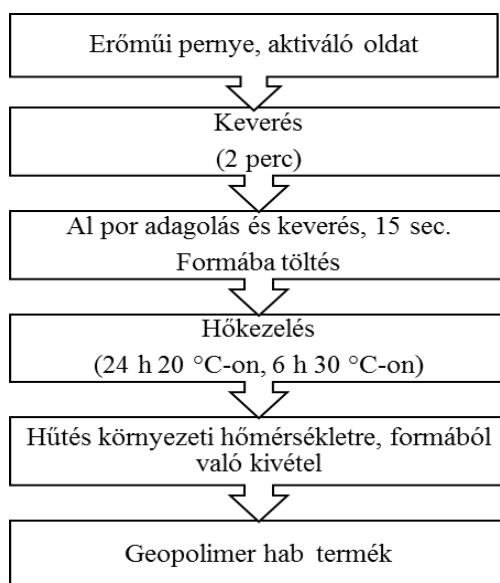 Erőműi pernye, aktiváló oldat
Keverés
(2 perc)
Al por adagolás és keverés, 15 sec.
Formába töltés
Hőkezelés
(24 h 20 °C-on, 6 h 30 °C-on)
Hűtés környezeti hőmérsékletre, formából
való kivétel
Geopolimer hab termék